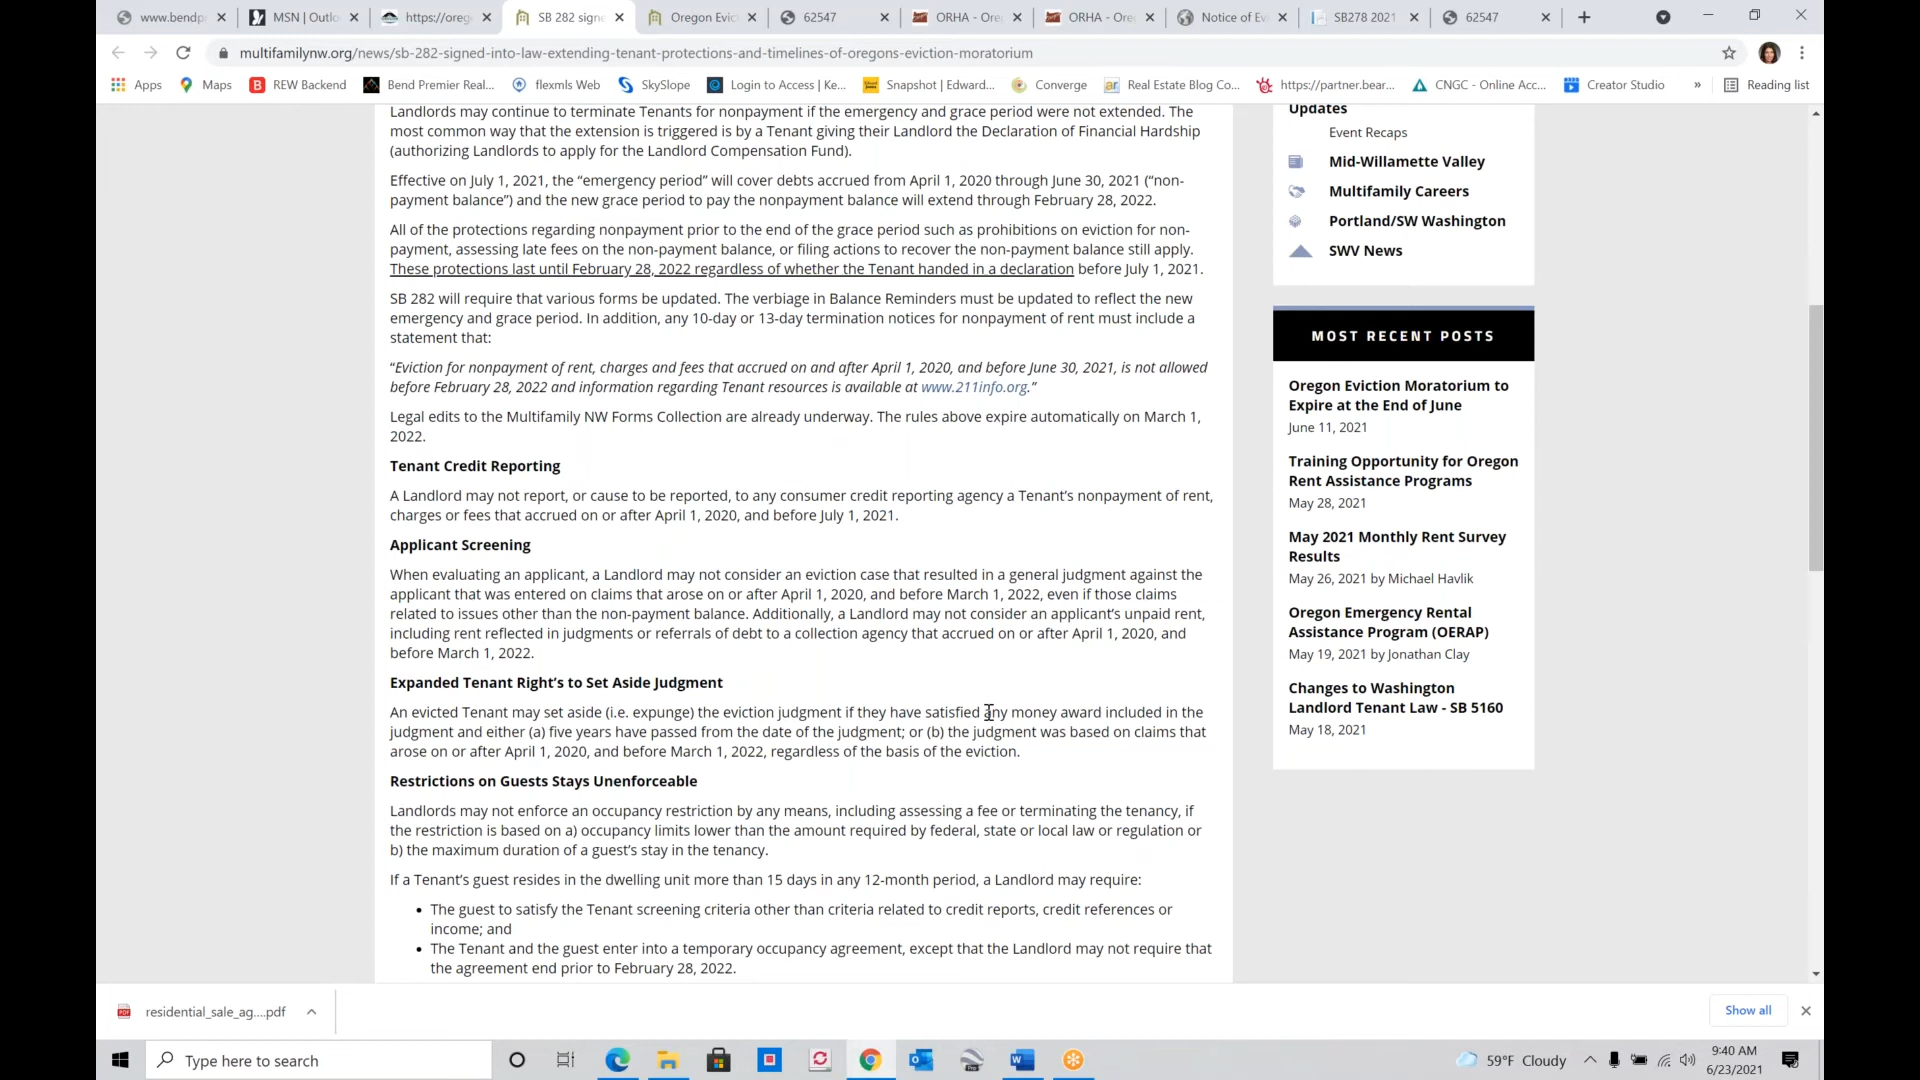 www.bendpr
MSN | Outlo
https://oreg
SB 282 signe
Oregon Evic
62547
ORHA - Ore
ORHA - Ore
Notice of Ev
SB278 2021
62547
multifamilynw.org/news/sb-282-signed-into-law-extending-tenant-protections-and-timelines-of-oregons-eviction-moratorium
Apps
Maps
REW Backend
Bend Premier Real...
flexmls Web
SkySlope
Login to Access | Ke...
Snapshot | Edward...
Converge
Real Estate Blog Co...
https://partner.bear...
CNGC - Online Acc...
Creator Studio
»
Reading list
Landlords may continue to terminate Tenants for nonpayment if the emergency and grace period were not extended. The
most common way that the extension is triggered is by a Tenant giving their Landlord the Declaration of Financial Hardship
(authorizing Landlords to apply for the Landlord Compensation Fund).
Effective on July 1, 2021, the “emergency period” will cover debts accrued from April 1, 2020 through June 30, 2021 (“non-
payment balance”) and the new grace period to pay the nonpayment balance will extend through February 28, 2022.
All of the protections regarding nonpayment prior to the end of the grace period such as prohibitions on eviction for non-
payment, assessing late fees on the non-payment balance, or filing actions to recover the non-payment balance still apply.
These protections last until February 28, 2022 regardless of whether the Tenant handed in a declaration before July 1, 2021.
SB 282 will require that various forms be updated. The verbiage in Balance Reminders must be updated to reflect the new
emergency and grace period. In addition, any 10-day or 13-day termination notices for nonpayment of rent must include a
statement that:
“Eviction for nonpayment of rent, charges and fees that accrued on and after April 1, 2020, and before June 30, 2021, is not allowed
before February 28, 2022 and information regarding Tenant resources is available at www.211info.org.”
Legal edits to the Multifamily NW Forms Collection are already underway. The rules above expire automatically on March 1,
2022.
Tenant Credit Reporting
A Landlord may not report, or cause to be reported, to any consumer credit reporting agency a Tenant’s nonpayment of rent,
charges or fees that accrued on or after April 1, 2020, and before July 1, 2021.
Applicant Screening
When evaluating an applicant, a Landlord may not consider an eviction case that resulted in a general judgment against the
applicant that was entered on claims that arose on or after April 1, 2020, and before March 1, 2022, even if those claims
related to issues other than the non-payment balance. Additionally, a Landlord may not consider an applicant’s unpaid rent,
including rent reflected in judgments or referrals of debt to a collection agency that accrued on or after April 1, 2020, and
before March 1, 2022.
Expanded Tenant Right’s to Set Aside Judgment
An evicted Tenant may set aside (i.e. expunge) the eviction judgment if they have satisfied any money award included in the
judgment and either (a) five years have passed from the date of the judgment; or (b) the judgment was based on claims that
arose on or after April 1, 2020, and before March 1, 2022, regardless of the basis of the eviction.
Restrictions on Guests Stays Unenforceable
Landlords may not enforce an occupancy restriction by any means, including assessing a fee or terminating the tenancy, if
the restriction is based on a) occupancy limits lower than the amount required by federal, state or local law or regulation or
b) the maximum duration of a guest’s stay in the tenancy.
If a Tenant’s guest resides in the dwelling unit more than 15 days in any 12-month period, a Landlord may require:
• The guest to satisfy the Tenant screening criteria other than criteria related to credit reports, credit references or
income; and
• The Tenant and the guest enter into a temporary occupancy agreement, except that the Landlord may not require that
the agreement end prior to February 28, 2022.
Updates
Event Recaps
Mid-Willamette Valley
Multifamily Careers
Portland/SW Washington
SWV News
MOST RECENT POSTS
Oregon Eviction Moratorium to
Expire at the End of June
June 11, 2021
Training Opportunity for Oregon
Rent Assistance Programs
May 28, 2021
May 2021 Monthly Rent Survey
Results
May 26, 2021 by Michael Havlik
Oregon Emergency Rental
Assistance Program (OERAP)
May 19, 2021 by Jonathan Clay
Changes to Washington
Landlord Tenant Law - SB 5160
May 18, 2021
residential_sale_ag....pdf
Show all
Type here to search
59°F Cloudy
9:40 AM
6/23/2021